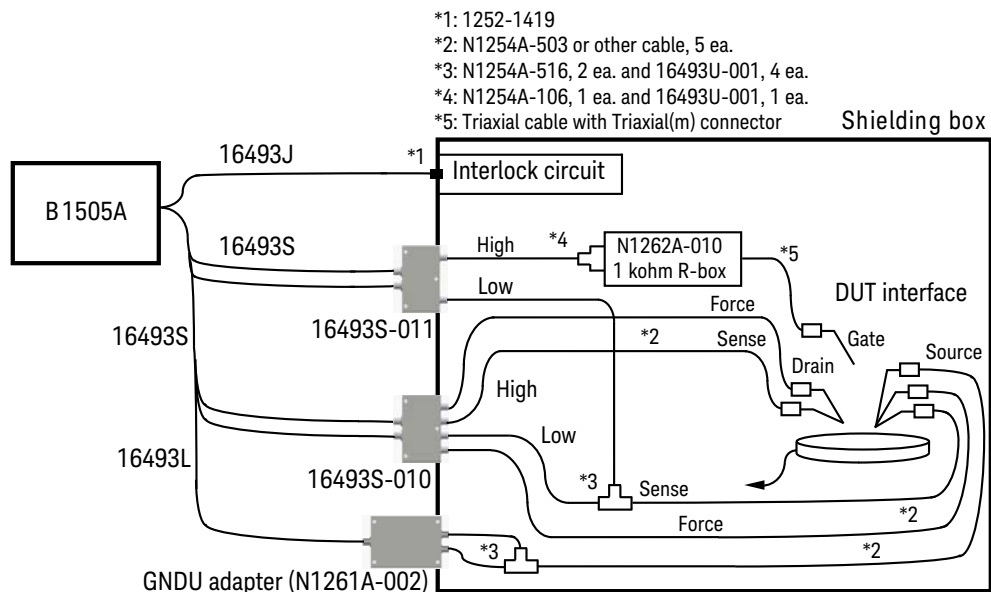 *1: 1252-1419
*2: N1254A-503 or other cable, 5 ea.
*3: N1254A-516, 2 ea. and 16493U-001, 4 ea.
*4: N1254A-106, 1 ea. and 16493U-001, 1 ea.
*5: Triaxial cable with Triaxial(m) connector
Shielding box
16493J
*1
Interlock circuit
B1505A
16493S
High
*4
N1262A-010
1 kohm R-box
*5
Low
DUT interface
Force
16493S-011
16493S
*2
Sense
Gate
Source
Drain
High
Low
16493L
16493S-010
*3
Sense
*2
Force
*3
*2
GNDU adapter (N1261A-002)